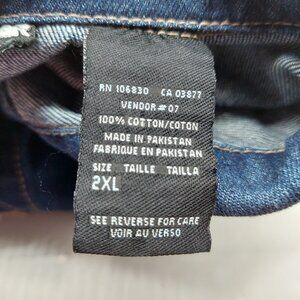 RN 106830 CA 03877
VENDOR # 07
100% COTTON/COTON
MADE IN PAKISTAN
FABRIQUE EN PAKISTAN
SIZE TAILLE TAILLA
2XL
SEE REVERSE FOR CARE
VOIR AU VERSO